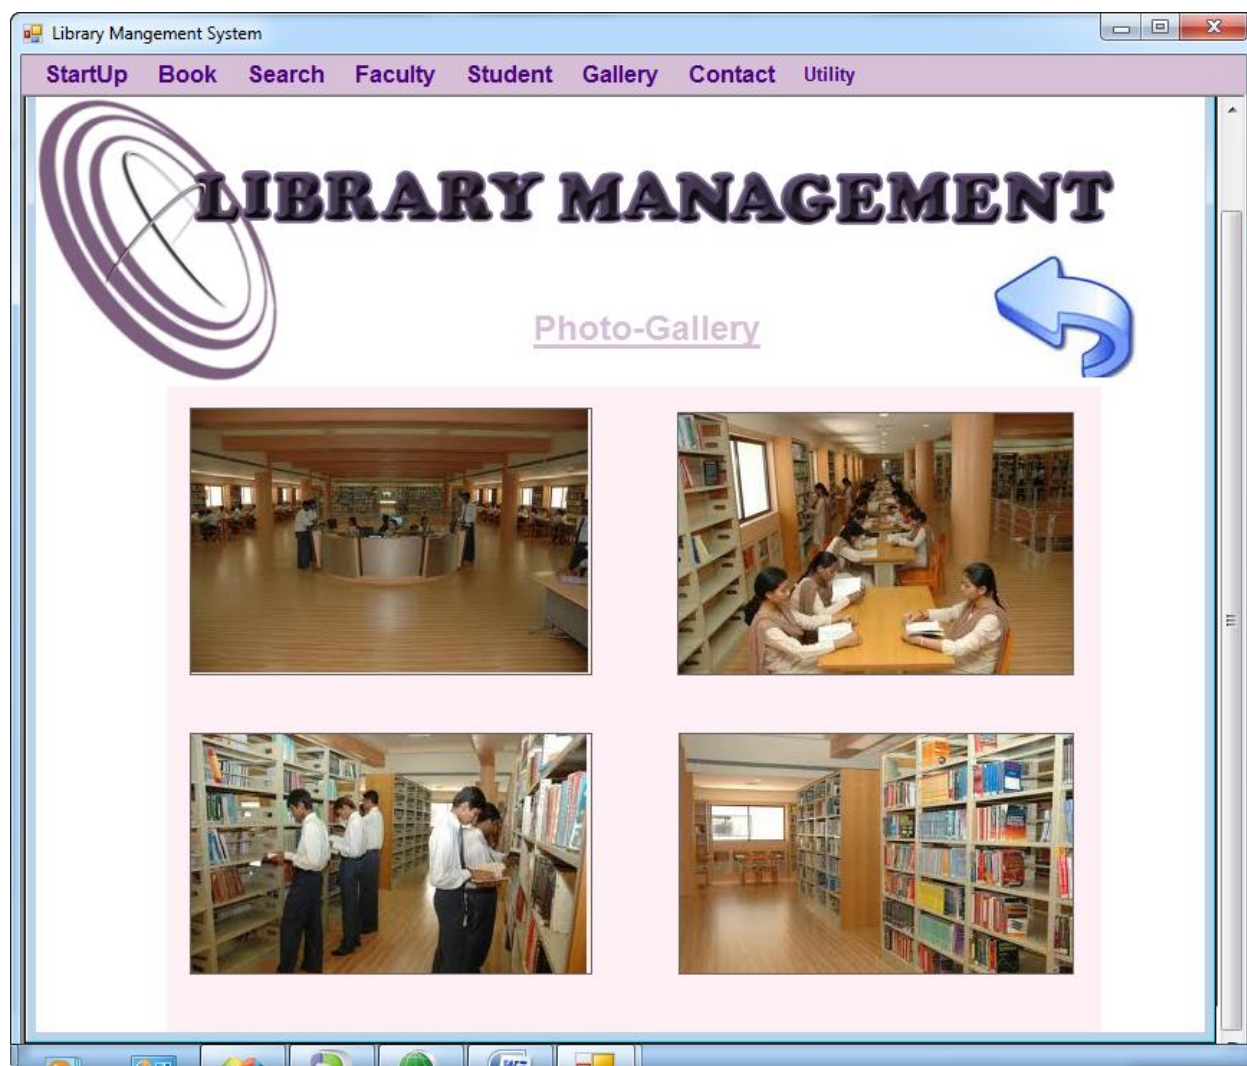 Library Mangement System
StartUp Book Search Faculty Student Gallery Contact Utility
LIBRARY MANAGEMENT
Photo-Gallery